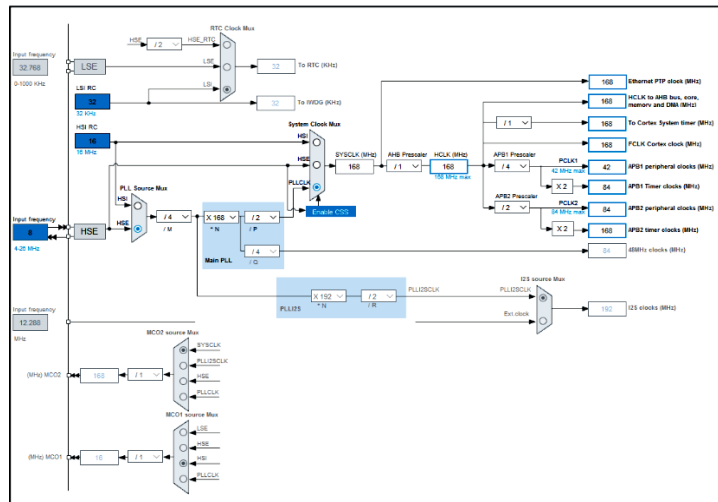 RTC Clock Mux
Input frequency
32.768
0-1000 KHz
LSE
HSE
/ 2
HSE_RTC
LSE
LSI
32
To RTC (KHz)
LSI RC
32
32 KHz
32
To IWDG (KHz)
HSI RC
16
16 MHz
System Clock Mux
HSI
HSE
PLLCLK
Enable CSS
SYSCLK (MHz)
168
AHB Prescaler
/ 1
HCLK (MHz)
168
168 MHz max
168
Ethernet PTP clock (MHz)
168
HCLK to AHB bus, core,
memory and DMA (MHz)
/ 1
168
To Cortex System timer (MHz)
168
FCLK Cortex clock (MHz)
APB1 Prescaler
/ 4
PCLK1
42 MHz max
42
APB1 peripheral clocks (MHz)
X 2
84
APB1 Timer clocks (MHz)
APB2 Prescaler
/ 2
PCLK2
84 MHz max
84
APB2 peripheral clocks (MHz)
X 2
168
APB2 timer clocks (MHz)
84
48MHz clocks (MHz)
PLL Source Mux
HSI
HSE
Input frequency
8
4-26 MHz
HSE
/ 4
/ M
X 168
* N
/ 2
/ P
/ 4
/ Q
Main PLL
X 192
* N
/ 2
/ R
PLLI2S
PLLI2SCLK
I2S source Mux
PLLI2SCLK
Ext.clock
192
I2S clocks (MHz)
Input frequency
12.288
MHz
MCO2 source Mux
SYSCLK
PLLI2SCLK
HSE
PLLCLK
(MHz) MCO2
168
/ 1
MCO1 source Mux
LSE
HSE
HSI
PLLCLK
(MHz) MCO1
16
/ 1